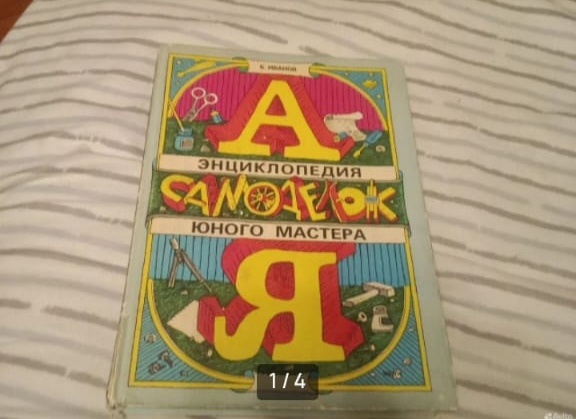 Б. ИВАНОВ
А
ЭНЦИКЛОПЕДИЯ
САМОДЕЛОК
ЮНОГО МАСТЕРА
Я
1/4